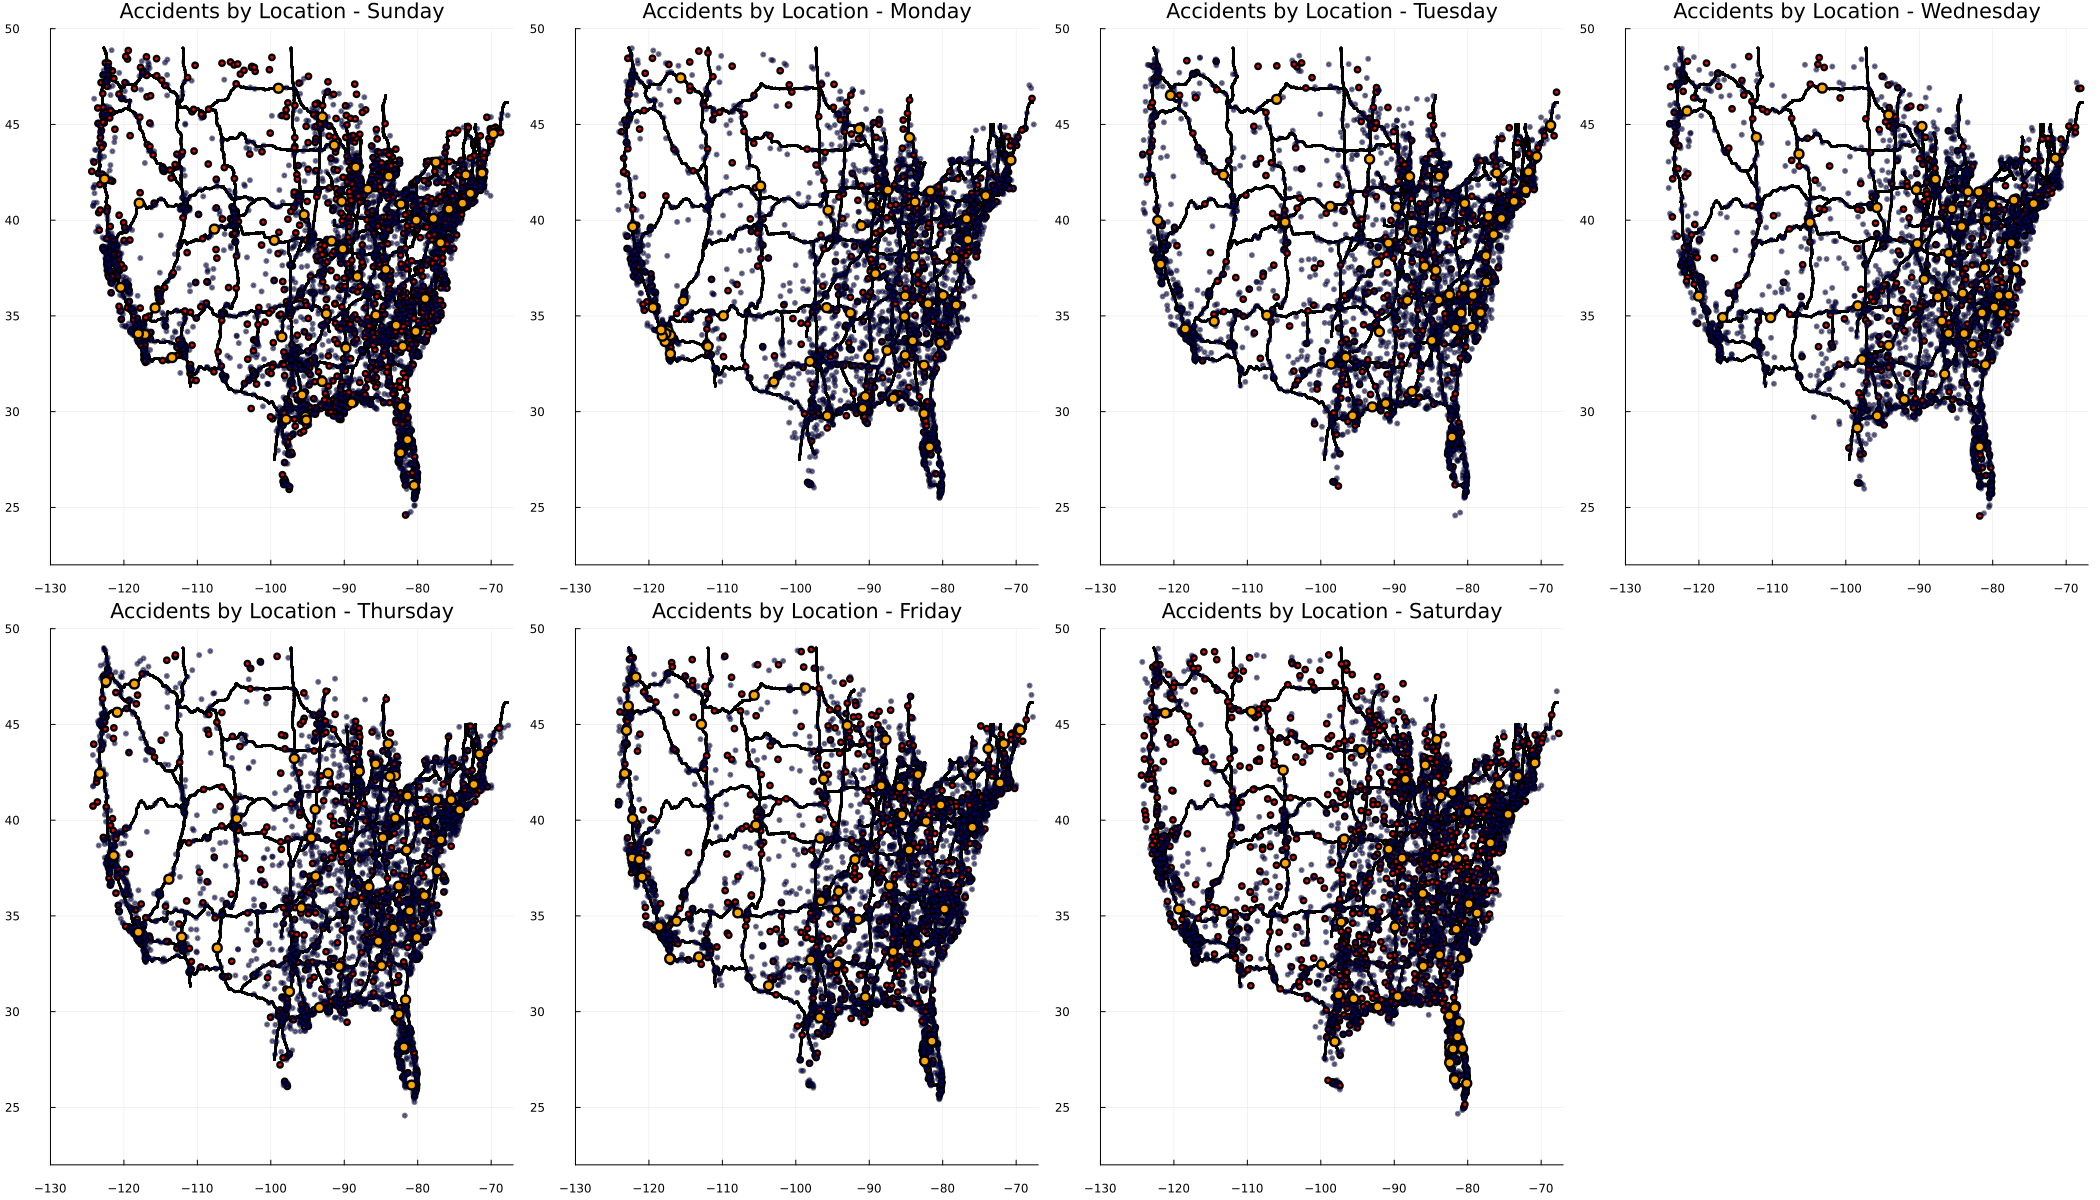 Accidents by Location - Sunday
Accidents by Location - Monday
Accidents by Location - Tuesday
Accidents by Location - Wednesday
50 50 50 50
45 45 45 45
40 40 40 40
35 35 35 35
30 30 30 30
25 25 25 25
−130 −120 −110 −100 −90 −80 −70
−130 −120 −110 −100 −90 −80 −70
−130 −120 −110 −100 −90 −80 −70
−130 −120 −110 −100 −90 −80 −70
Accidents by Location - Thursday
Accidents by Location - Friday
Accidents by Location - Saturday
50 50 50
45 45 45
40 40 40
35 35 35
30 30 30
25 25 25
−130 −120 −110 −100 −90 −80 −70
−130 −120 −110 −100 −90 −80 −70
−130 −120 −110 −100 −90 −80 −70